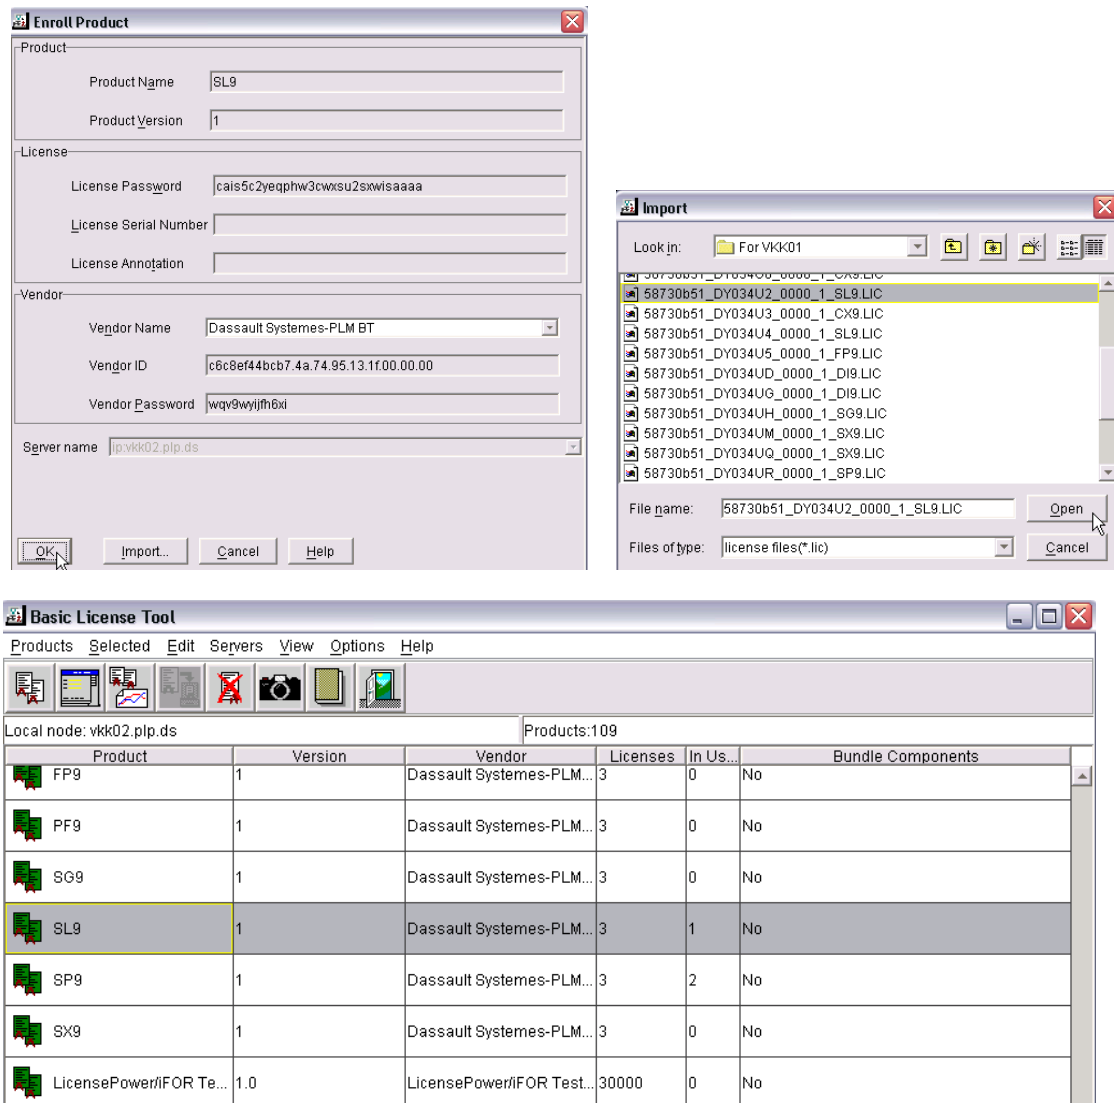 Enroll Product
Product
Product Name SL9
Product Version 1
License
License Password cais5c2yeqphw3cwxsu2sxwisaaaa
License Serial Number
License Annotation
Vendor
Vendor Name Dassault Systemes-PLM BT
Vendor ID c6c8ef44bcb7.4a.74.95.13.1f.00.00.00
Vendor Password wqv9wyijfh6xi
Server name ip:vkk02.plp.ds
OK Import... Cancel Help
Import
Look in: For VKK01
58730b51_DY034U2_0000_1_SL9.LIC
58730b51_DY034U3_0000_1_CX9.LIC
58730b51_DY034U4_0000_1_SL9.LIC
58730b51_DY034U5_0000_1_FP9.LIC
58730b51_DY034UD_0000_1_DI9.LIC
58730b51_DY034UG_0000_1_DI9.LIC
58730b51_DY034UH_0000_1_SG9.LIC
58730b51_DY034UM_0000_1_SX9.LIC
58730b51_DY034UQ_0000_1_SX9.LIC
58730b51_DY034UR_0000_1_SP9.LIC
File name: 58730b51_DY034U2_0000_1_SL9.LIC Open
Files of type: license files(*.lic) Cancel
Basic License Tool
Products Selected Edit Servers View Options Help
Local node: vkk02.plp.ds Products:109
Product Version Vendor Licenses In Us... Bundle Components
FP9 1 Dassault Systemes-PLM... 3 0 No
PF9 1 Dassault Systemes-PLM... 3 0 No
SG9 1 Dassault Systemes-PLM... 3 0 No
SL9 1 Dassault Systemes-PLM... 3 1 No
SP9 1 Dassault Systemes-PLM... 3 2 No
SX9 1 Dassault Systemes-PLM... 3 0 No
LicensePower/iFOR Te... 1.0 LicensePower/iFOR Test... 30000 0 No